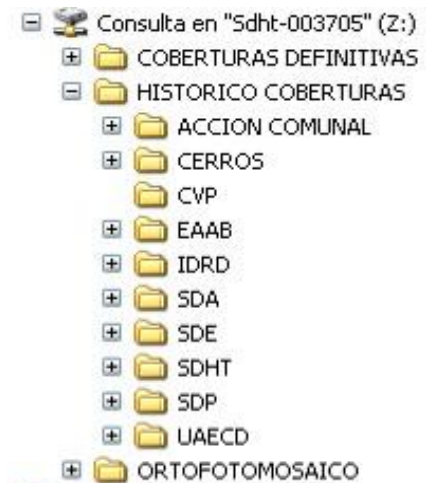 Consulta en "Sdht-003705" (Z:)
COBERTURAS DEFINITIVAS
HISTORICO COBERTURAS
ACCION COMUNAL
CERROS
CVP
EAAB
IDRD
SDA
SDE
SDHT
SDP
UAECD
ORTOFOTOMOSAICO